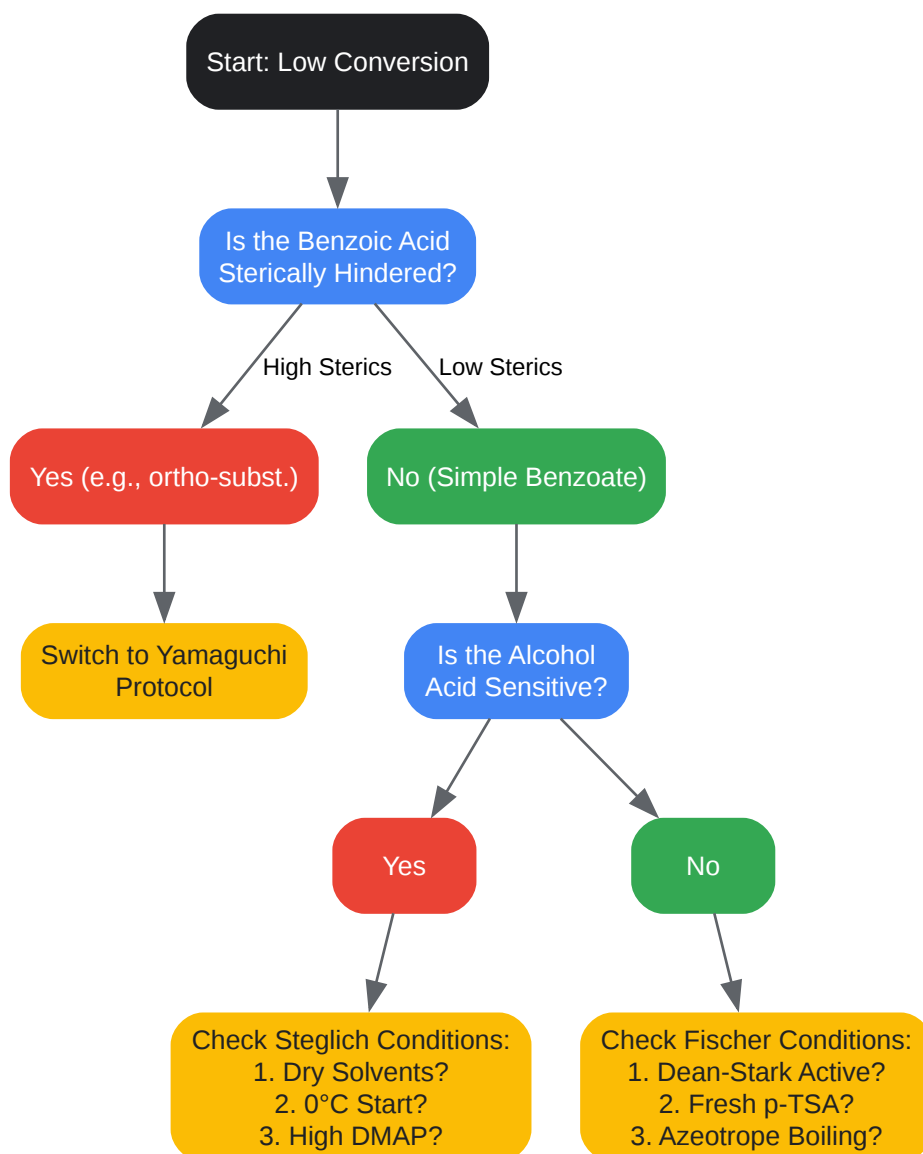 Start: Low Conversion
Is the Benzoic Acid
Sterically Hindered?
High Sterics
Low Sterics
Yes (e.g., ortho-subst.)
No (Simple Benzoate)
Switch to Yamaguchi
Protocol
Is the Alcohol
Acid Sensitive?
Yes
No
Check Steglich Conditions:
1. Dry Solvents?
2. 0°C Start?
3. High DMAP?
Check Fischer Conditions:
1. Dean-Stark Active?
2. Fresh p-TSA?
3. Azeotrope Boiling?